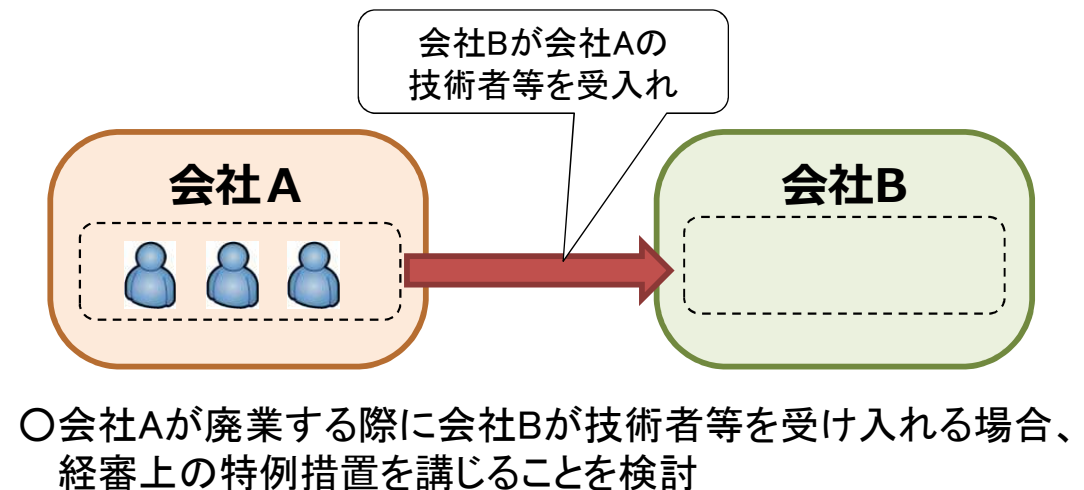 会社Bが会社Aの
技術者等を受入れ
会社A
会社B
○会社Aが廃業する際に会社Bが技術者等を受け入れる場合、
経審上の特例措置を講じることを検討